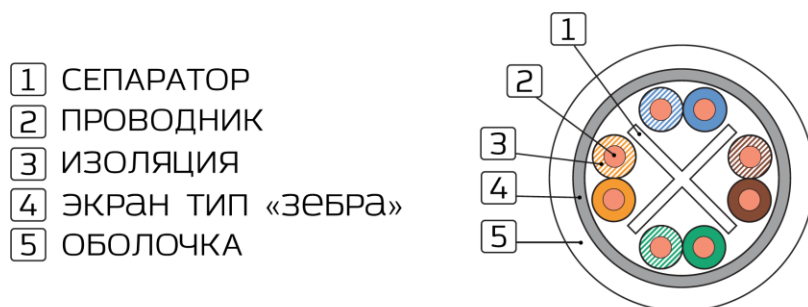 1 СЕПАРАТОР
2 ПРОВОДНИК
3 ИЗОЛЯЦИЯ
4 ЭКРАН ТИП «ЗЕБРА»
5 ОБОЛОЧКА
1
2
3
4
5